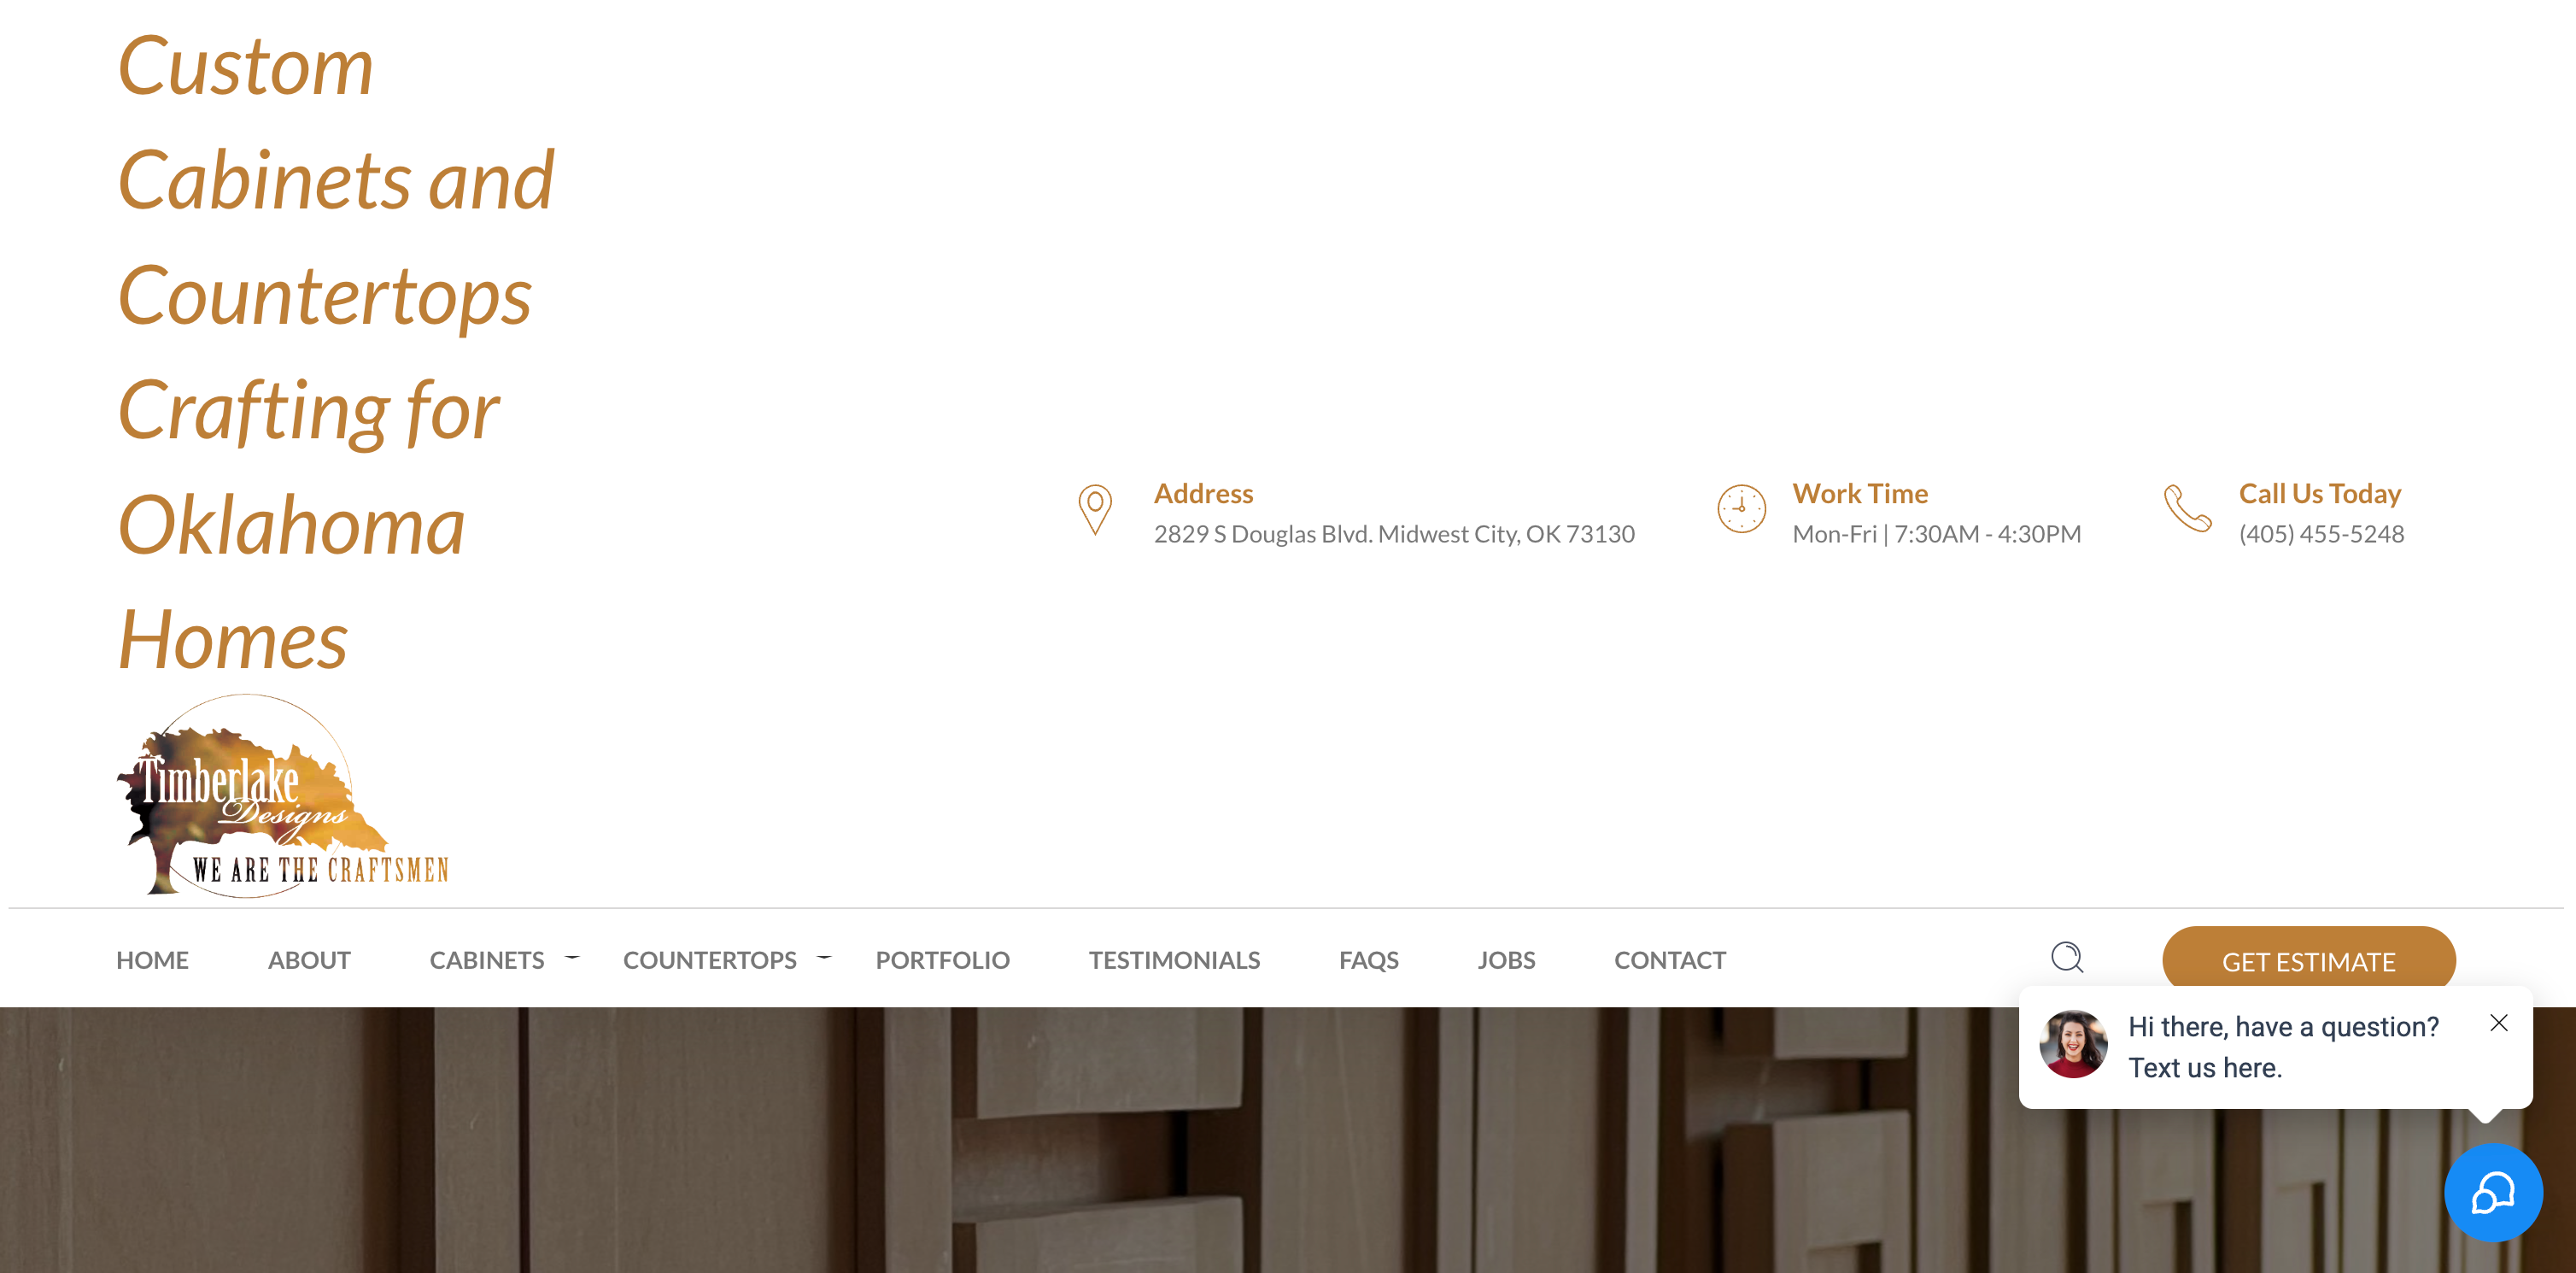 Custom
Cabinets and
Countertops
Crafting for
Oklahoma
Homes
Address
2829 S Douglas Blvd. Midwest City, OK 73130
Work Time
Mon-Fri | 7:30AM - 4:30PM
Call Us Today
(405) 455-5248
Timberlake
Designs
WE ARE THE CRAFTSMEN
HOME ABOUT CABINETS COUNTERTOPS PORTFOLIO TESTIMONIALS FAQS JOBS CONTACT GET ESTIMATE
Hi there, have a question?
Text us here.